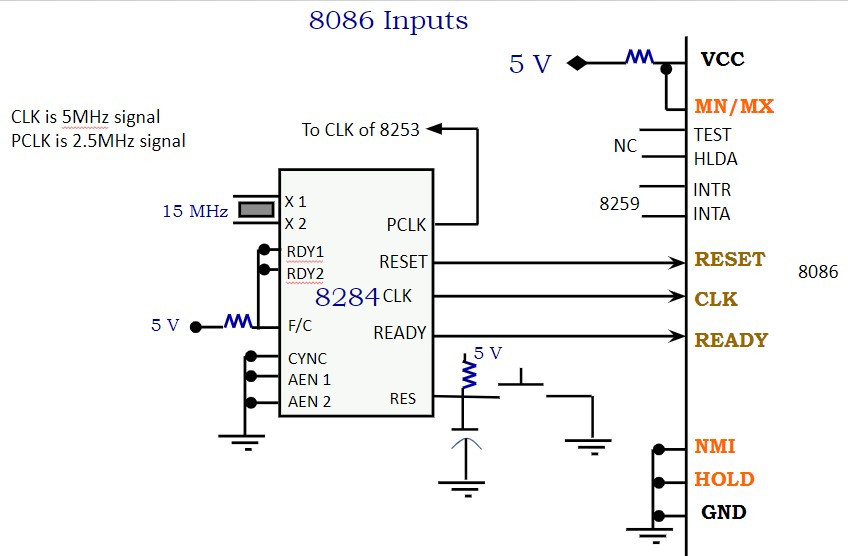 8086 Inputs
5 V
VCC
MN/MX
CLK is 5MHz signal
PCLK is 2.5MHz signal
To CLK of 8253
NC
TEST
HLDA
8259
INTR
INTA
15 MHz
X 1
X 2
PCLK
RDY1
RDY2
RESET
RESET
8086
8284
CLK
CLK
5 V
F/C
READY
READY
5 V
CYNC
AEN 1
AEN 2
RES
NMI
HOLD
GND